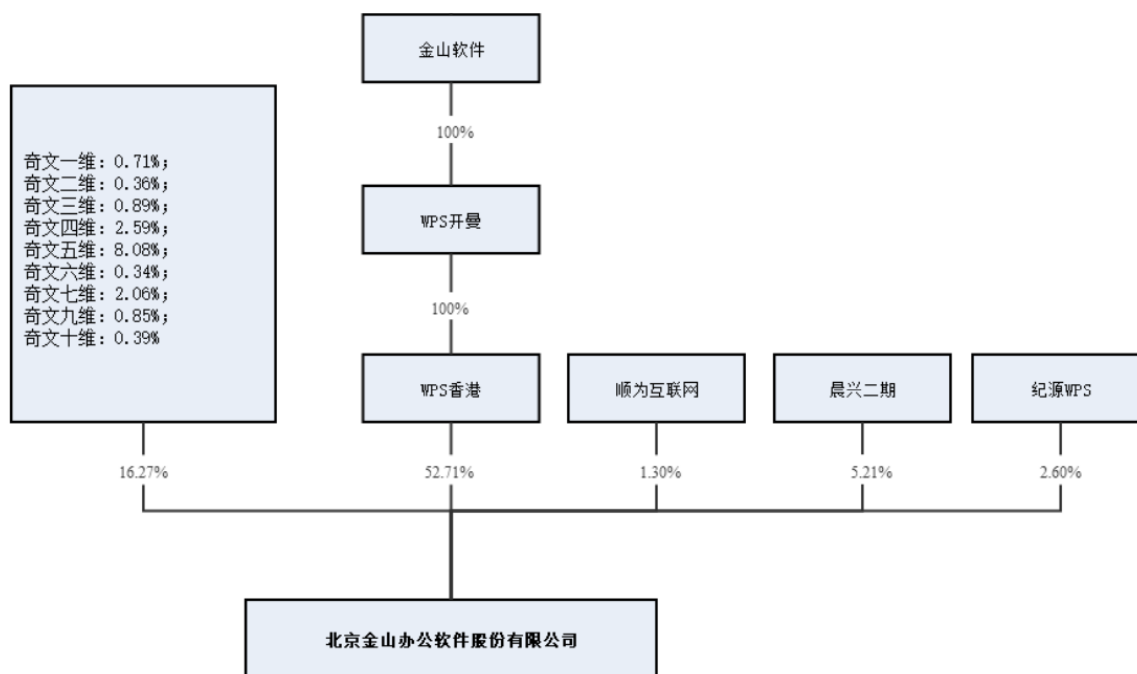 金山软件
100%
奇文一维：0.71%；
奇文二维：0.36%；
奇文三维：0.89%；
奇文四维：2.59%；
奇文五维：8.08%；
奇文六维：0.34%；
奇文七维：2.06%；
奇文九维：0.85%；
奇文十维：0.39%
WPS开曼
100%
WPS香港
顺为互联网
晨兴二期
纪源WPS
16.27%
52.71%
1.30%
5.21%
2.60%
北京金山办公软件股份有限公司